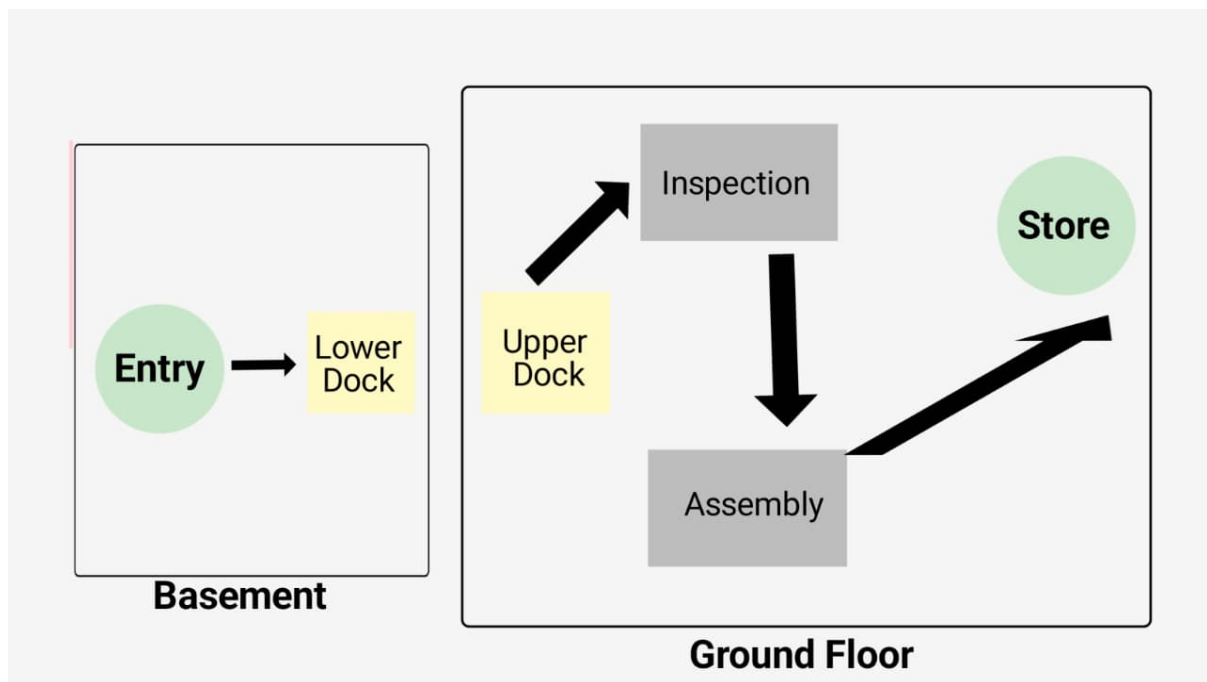 Entry
Lower
Dock
Basement
Upper
Dock
Inspection
Assembly
Store
Ground Floor